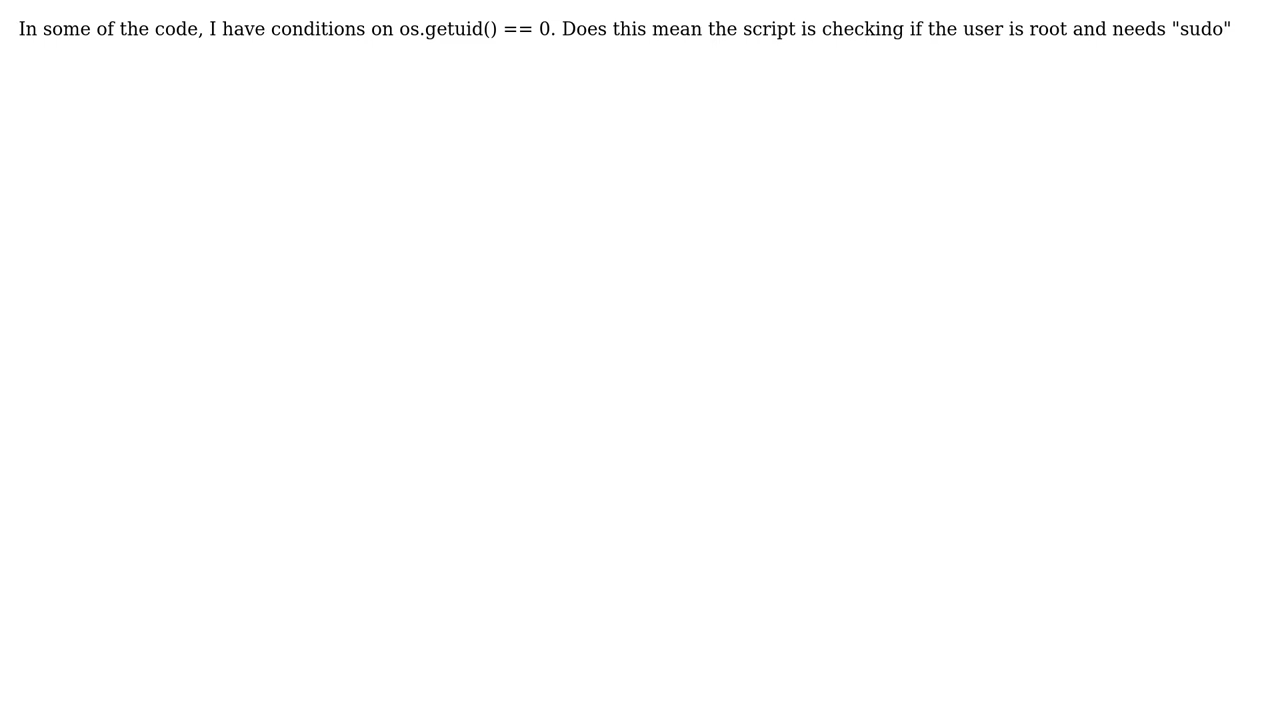 In some of the code, I have conditions on os.getuid() == 0. Does this mean the script is checking if the user is root and needs "sudo"